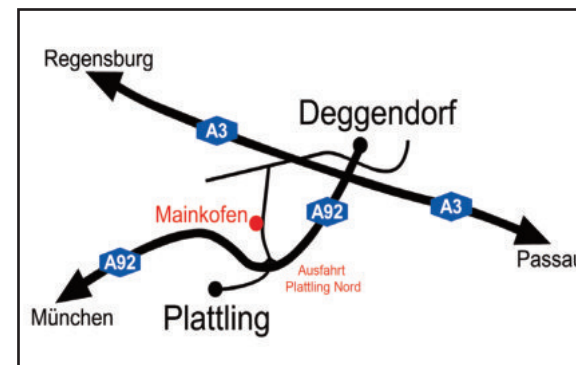 Regensburg
Deggendorf
A3
Mainkofen
A92
A3
A92
Passau
Ausfahrt
Plattling Nord
München
Plattling